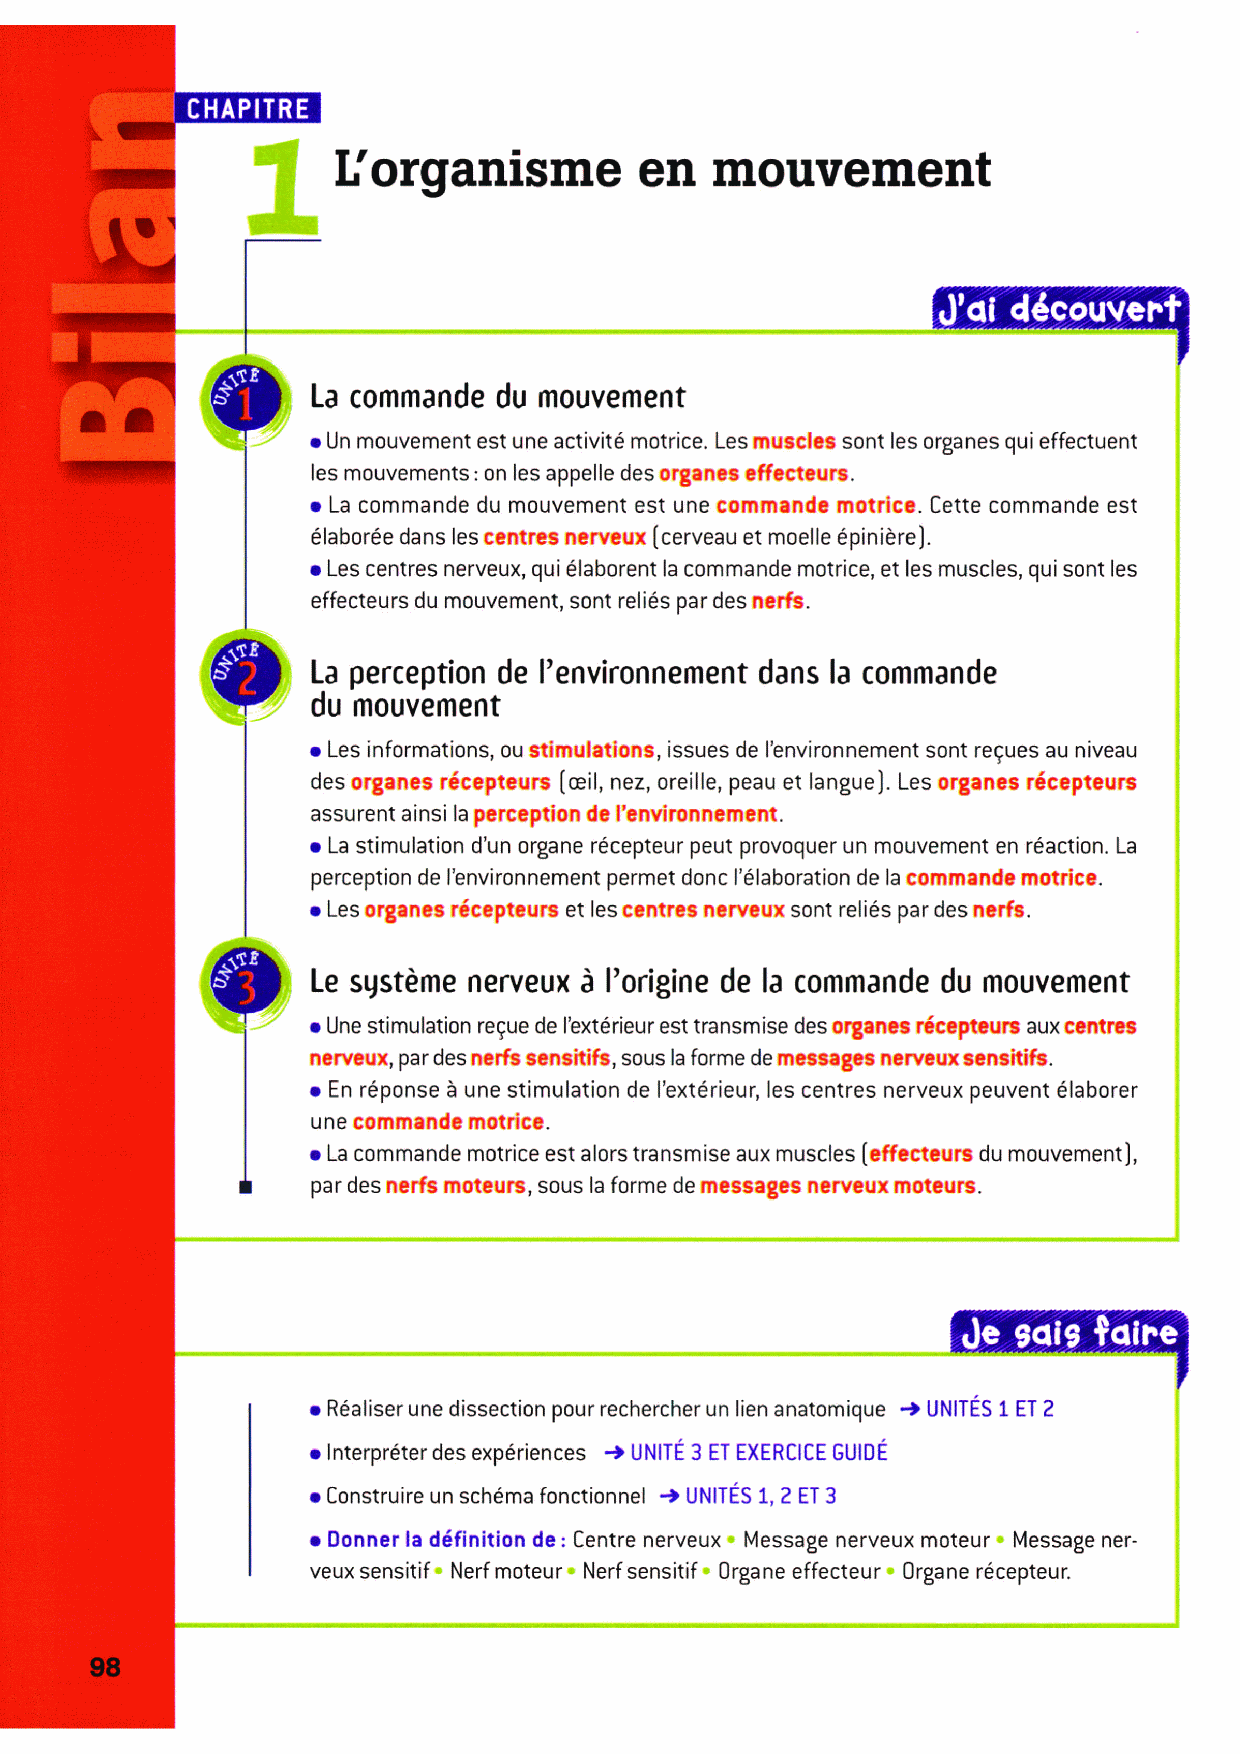 Bilan
CHAPITRE
1 L'organisme en mouvement
J'ai découvert
UNITÉ 1
La commande du mouvement
• Un mouvement est une activité motrice. Les muscles sont les organes qui effectuent
les mouvements : on les appelle des organes effecteurs.
• La commande du mouvement est une commande motrice. Cette commande est
élaborée dans les centres nerveux (cerveau et moelle épinière).
• Les centres nerveux, qui élaborent la commande motrice, et les muscles, qui sont les
effecteurs du mouvement, sont reliés par des nerfs.
UNITÉ 2
La perception de l'environnement dans la commande
du mouvement
• Les informations, ou stimulations, issues de l'environnement sont reçues au niveau
des organes récepteurs (œil, nez, oreille, peau et langue). Les organes récepteurs
assurent ainsi la perception de l'environnement.
• La stimulation d'un organe récepteur peut provoquer un mouvement en réaction. La
perception de l'environnement permet donc l'élaboration de la commande motrice.
• Les organes récepteurs et les centres nerveux sont reliés par des nerfs.
UNITÉ 3
Le système nerveux à l'origine de la commande du mouvement
• Une stimulation reçue de l'extérieur est transmise des organes récepteurs aux centres
nerveux, par des nerfs sensitifs, sous la forme de messages nerveux sensitifs.
• En réponse à une stimulation de l'extérieur, les centres nerveux peuvent élaborer
une commande motrice.
• La commande motrice est alors transmise aux muscles (effecteurs du mouvement),
par des nerfs moteurs, sous la forme de messages nerveux moteurs.
Je sais faire
• Réaliser une dissection pour rechercher un lien anatomique → UNITÉS 1 ET 2
• Interpréter des expériences → UNITÉ 3 ET EXERCICE GUIDÉ
• Construire un schéma fonctionnel → UNITÉS 1, 2 ET 3
• Donner la définition de : Centre nerveux • Message nerveux moteur • Message ner-
veux sensitif • Nerf moteur • Nerf sensitif • Organe effecteur • Organe récepteur.
98